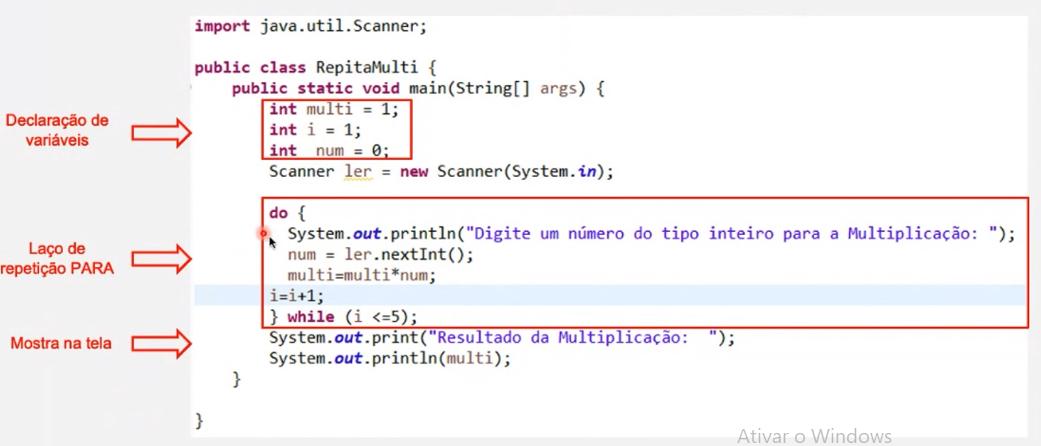 import java.util.Scanner;
public class RepitaMulti {
public static void main(String[] args) {
int multi = 1;
int i = 1;
int num = 0;
Scanner ler = new Scanner(System.in);
do {
System.out.println("Digite um número do tipo inteiro para a Multiplicação: ");
num = ler.nextInt();
multi=multi*num;
i=i+1;
} while (i <=5);
System.out.print("Resultado da Multiplicação:  ");
System.out.println(multi);
}
}
Declaração de
variáveis
Laço de
repetição PARA
Mostra na tela
Ativar o Windows